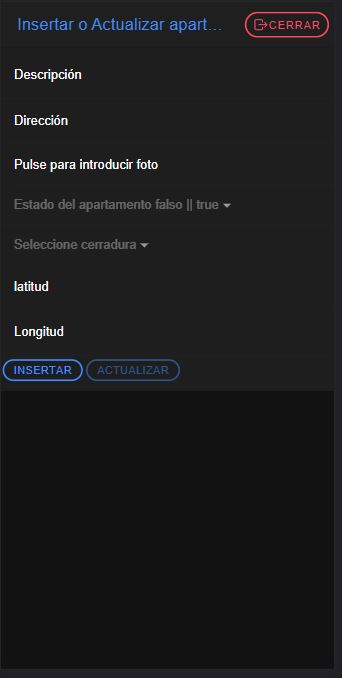 Insertar o Actualizar apart...
CERRAR
Descripción
Dirección
Pulse para introducir foto
Estado del apartamento falso || true
Seleccione cerradura
latitud
Longitud
INSERTAR ACTUALIZAR